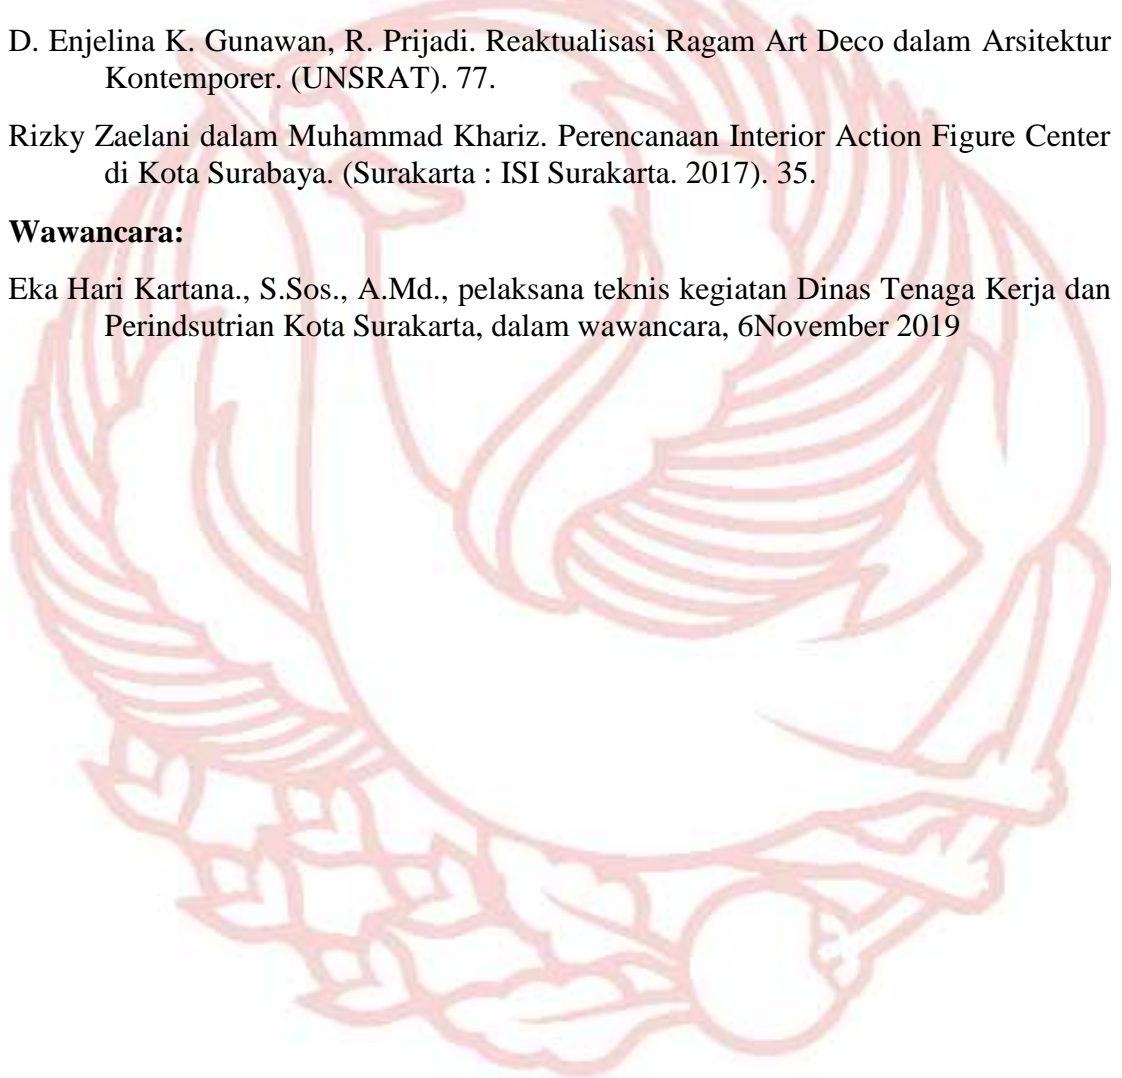 D. Enjelina K. Gunawan, R. Prijadi. Reaktualisasi Ragam Art Deco dalam Arsitektur
Kontemporer. (UNSRAT). 77.
Rizky Zaelani dalam Muhammad Khariz. Perencanaan Interior Action Figure Center
di Kota Surabaya. (Surakarta : ISI Surakarta. 2017). 35.
Wawancara:
Eka Hari Kartana., S.Sos., A.Md., pelaksana teknis kegiatan Dinas Tenaga Kerja dan
Perindsutrian Kota Surakarta, dalam wawancara, 6November 2019